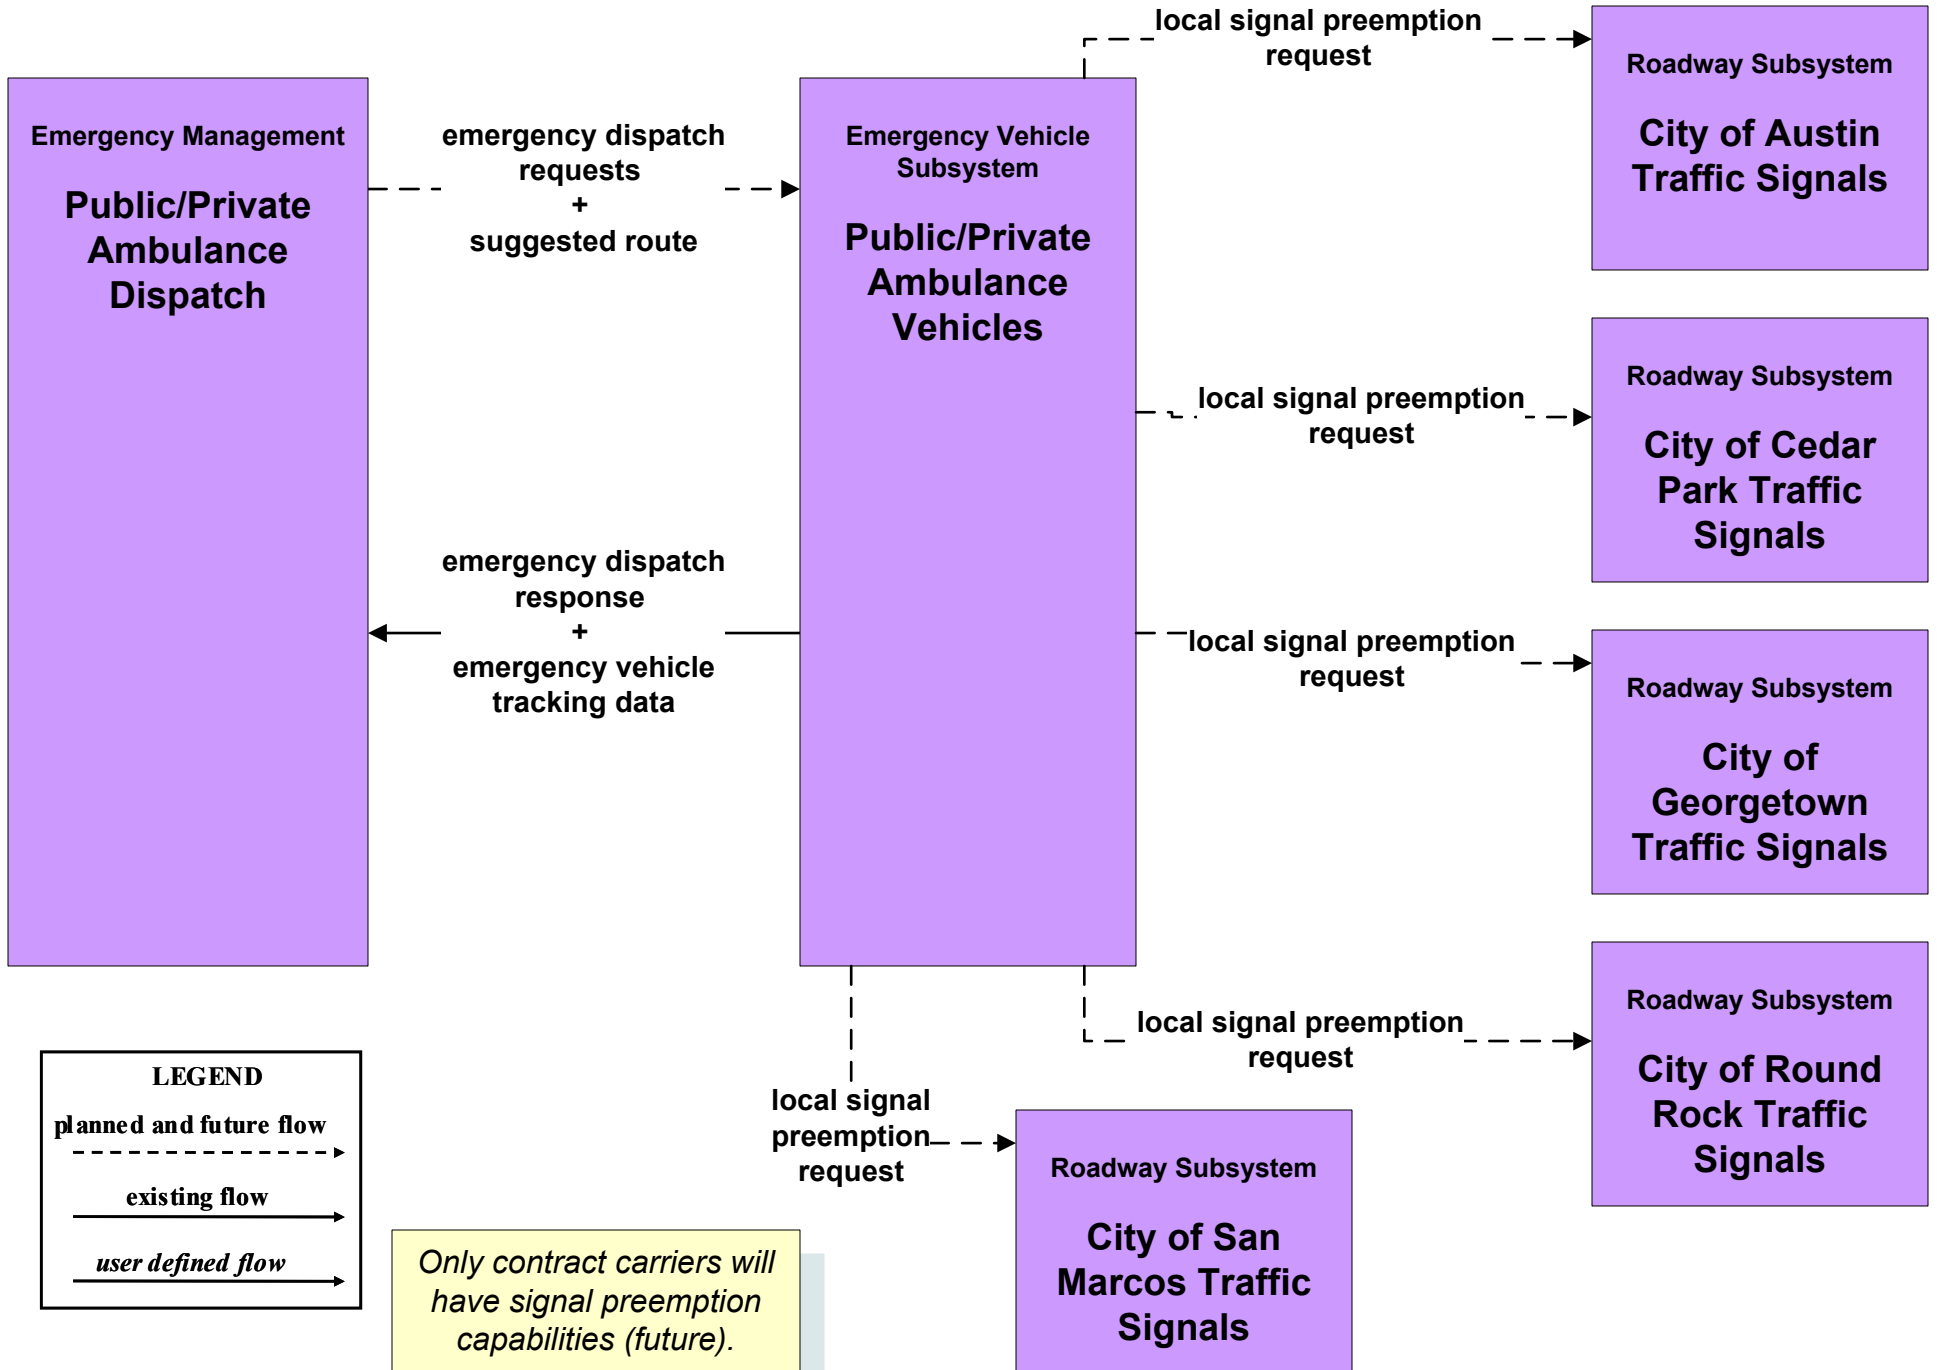 Emergency Management
Public/Private
Ambulance
Dispatch
emergency dispatch
requests
+
suggested route
emergency dispatch
response
+
emergency vehicle
tracking data
Emergency Vehicle
Subsystem
Public/Private
Ambulance
Vehicles
local signal preemption
request
Roadway Subsystem
City of Austin
Traffic Signals
local signal preemption
request
Roadway Subsystem
City of Cedar
Park Traffic
Signals
local signal preemption
request
Roadway Subsystem
City of
Georgetown
Traffic Signals
local signal preemption
request
Roadway Subsystem
City of Round
Rock Traffic
Signals
local signal
preemption
request
Roadway Subsystem
City of San
Marcos Traffic
Signals
LEGEND
planned and future flow
existing flow
user defined flow
Only contract carriers will
have signal preemption
capabilities (future).